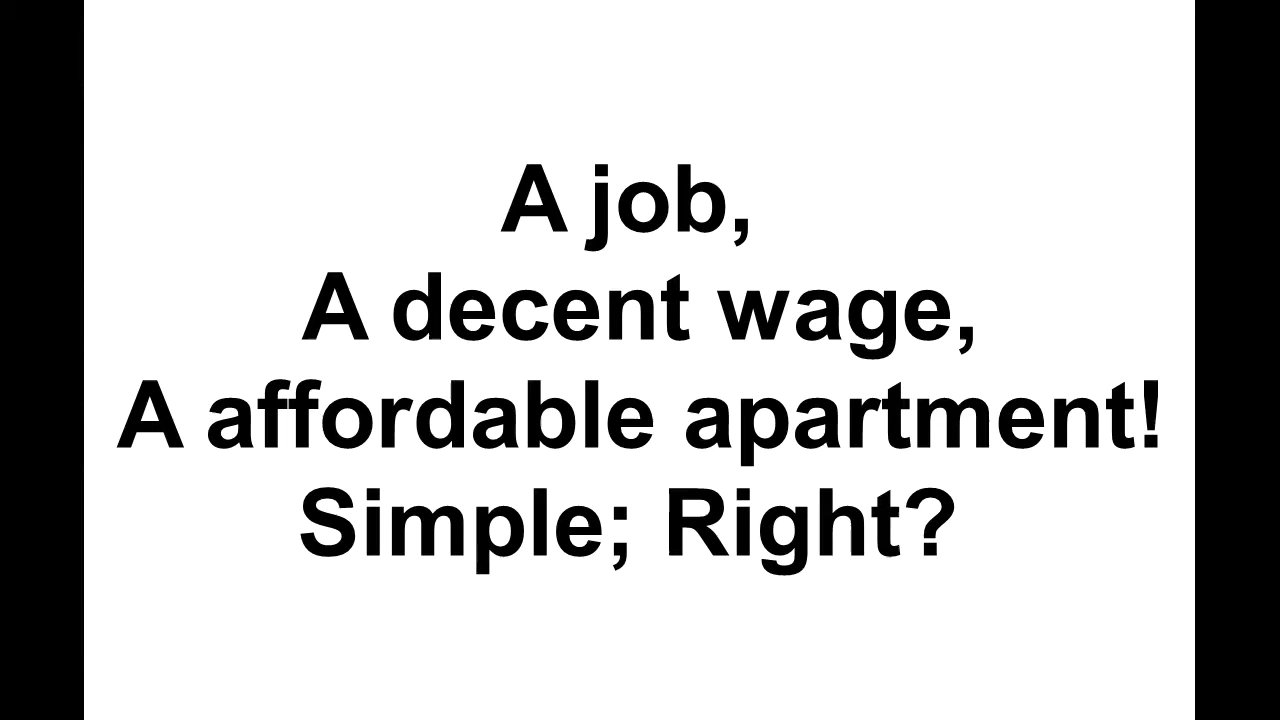 A job,
A decent wage,
A affordable apartment!
Simple; Right?